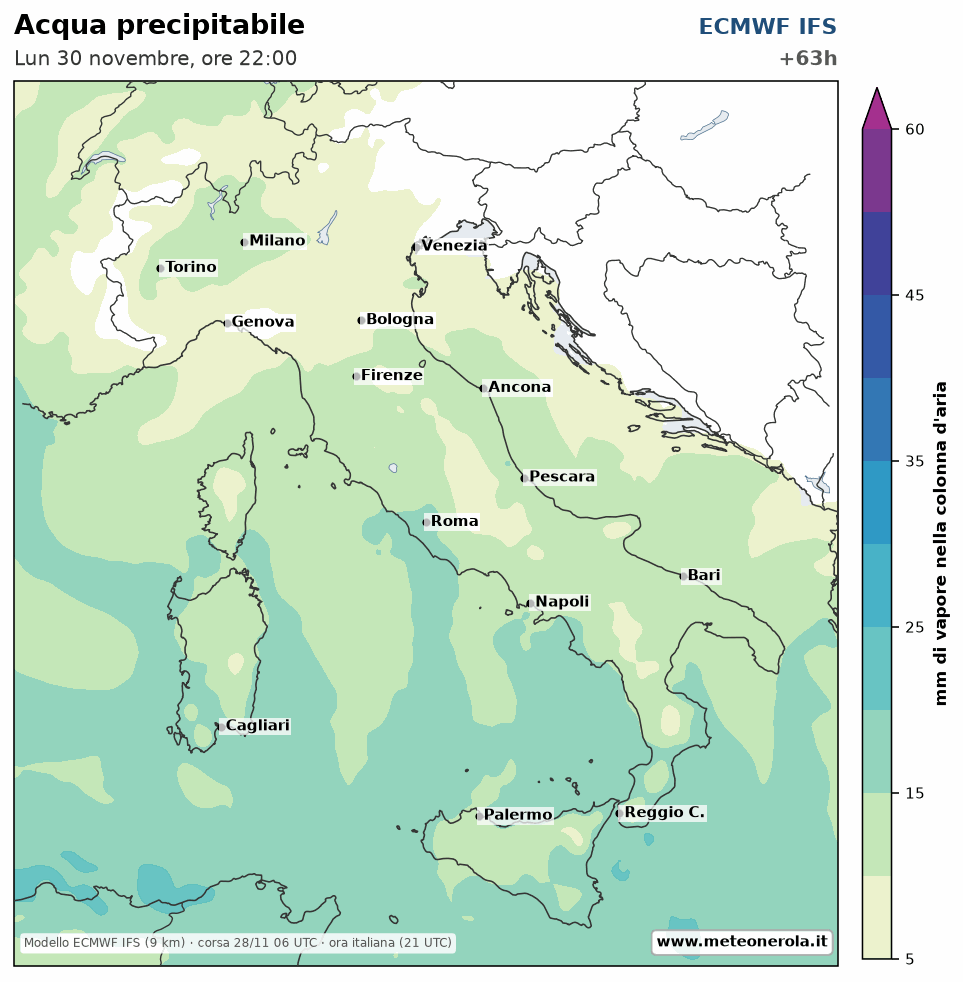 Acqua precipitabile
ECMWF IFS
Lun 30 novembre, ore 22:00
+63h
Milano
Venezia
Torino
Genova
Bologna
Firenze
Ancona
Pescara
Roma
Bari
Napoli
Cagliari
Palermo
Reggio C.
60
45
35
25
15
5
mm di vapore nella colonna d'aria
Modello ECMWF IFS (9 km) · corsa 28/11 06 UTC · ora italiana (21 UTC)
www.meteonerola.it